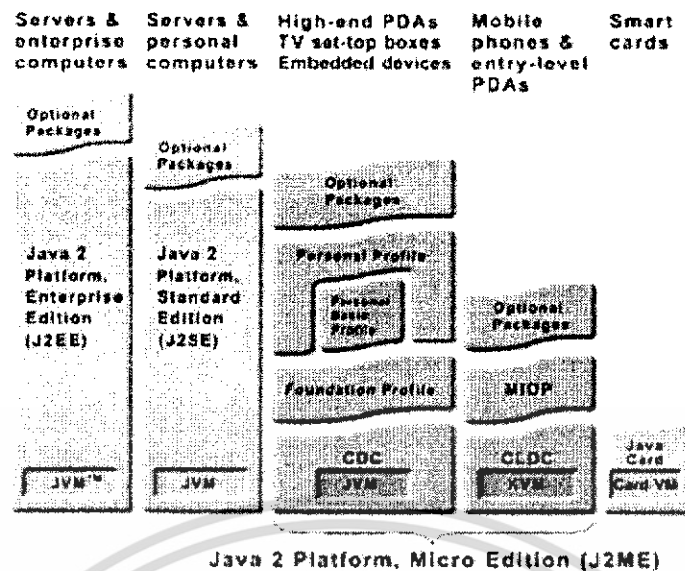 Servers &
enterprise
computers
Servers &
personal
computers
High-end PDAs
TV set-top boxes
Embedded devices
Mobile
phones &
entry-level
PDAs
Smart
cards
Optional
Packages
Java 2
Platform,
Enterprise
Edition
(J2EE)
JVM™
Optional
Packages
Java 2
Platform,
Standard
Edition
(J2SE)
JVM
Optional
Packages
Personal Profile
Personal
Basis
Profile
Foundation Profile
CDC
JVM
Optional
Packages
MIDP
CLDC
KVM
Java
Card
Card VM
Java 2 Platform, Micro Edition (J2ME)